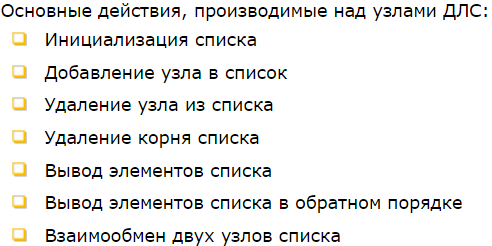 Основные действия, производимые над узлами ДЛС:
Инициализация списка
Добавление узла в список
Удаление узла из списка
Удаление корня списка
Вывод элементов списка
Вывод элементов списка в обратном порядке
Взаимообмен двух узлов списка